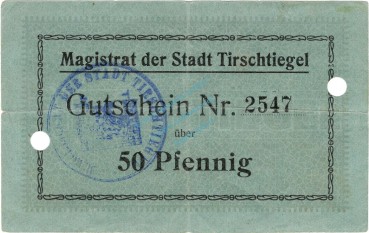 Magistrat der Stadt Tirschtiegel
Gutschein Nr. 2547
über
50 Pfennig